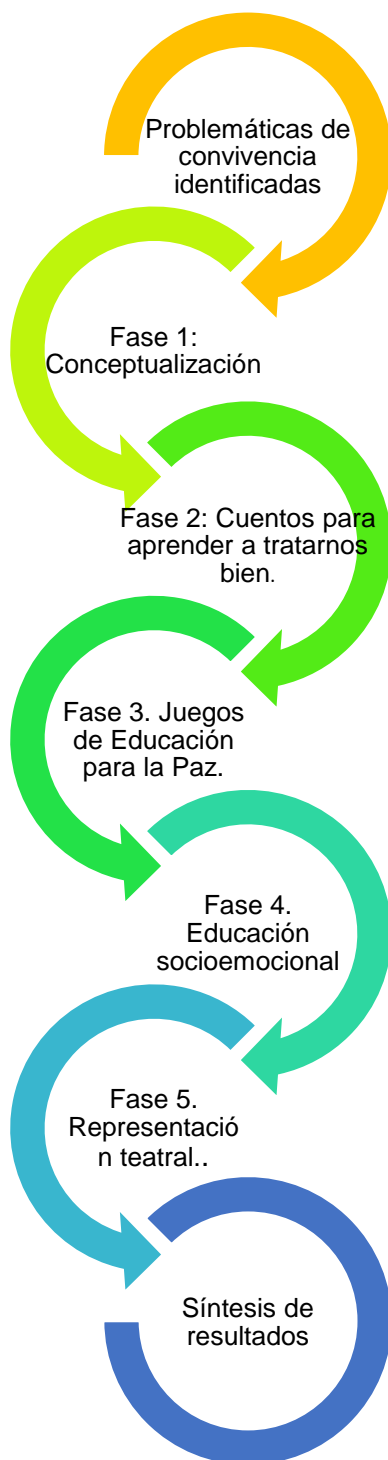 Problemáticas de
convivencia
identificadas
Fase 1:
Conceptualización
Fase 2: Cuentos para
aprender a tratarnos
bien.
Fase 3. Juegos
de Educación
para la Paz.
Fase 4.
Educación
socioemocional
Fase 5.
Representació
n teatral..
Síntesis de
resultados